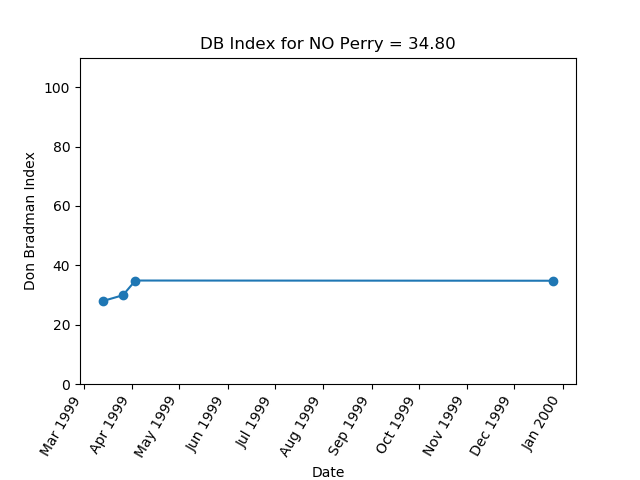 DB Index for NO Perry = 34.80
Don Bradman Index
100
80
60
40
20
0
Mar 1999
Apr 1999
May 1999
Jun 1999
Jul 1999
Aug 1999
Sep 1999
Oct 1999
Nov 1999
Dec 1999
Jan 2000
Date